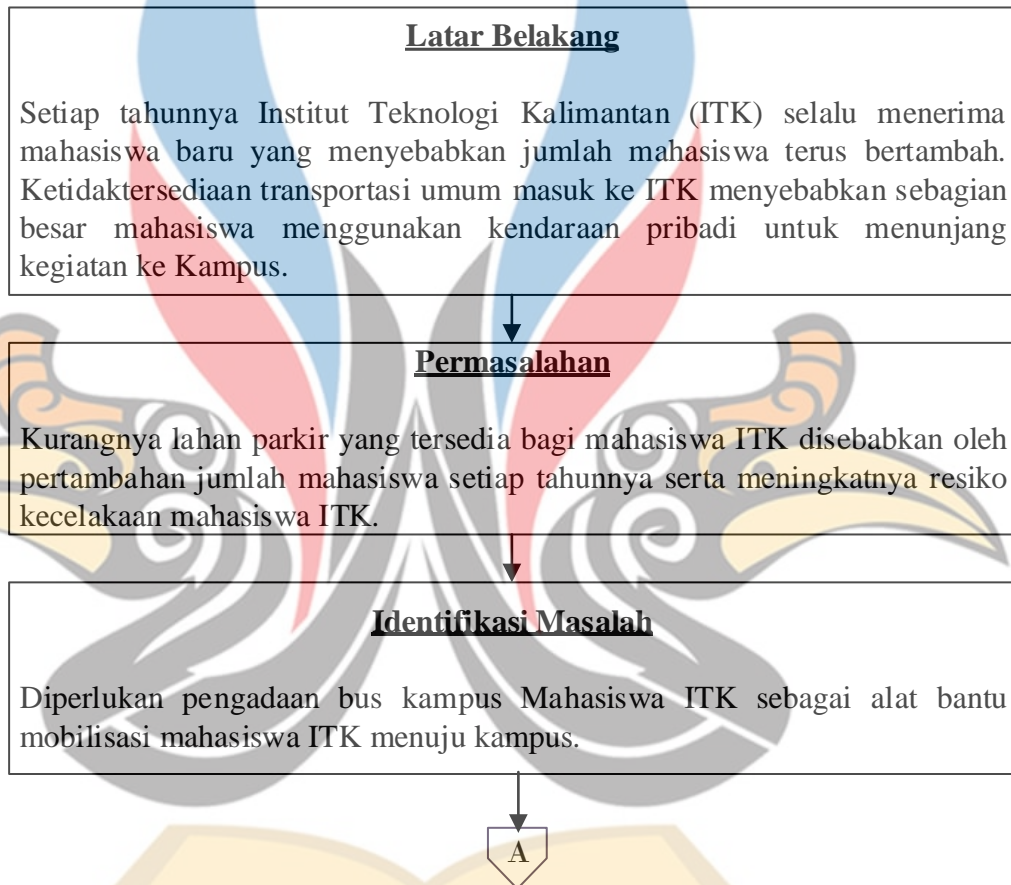 Latar Belakang
Setiap tahunnya Institut Teknologi Kalimantan (ITK) selalu menerima
mahasiswa baru yang menyebabkan jumlah mahasiswa terus bertambah.
Ketidaktersediaan transportasi umum masuk ke ITK menyebabkan sebagian
besar mahasiswa menggunakan kendaraan pribadi untuk menunjang
kegiatan ke Kampus.
Permasalahan
Kurangnya lahan parkir yang tersedia bagi mahasiswa ITK disebabkan oleh
pertambahan jumlah mahasiswa setiap tahunnya serta meningkatnya resiko
kecelakaan mahasiswa ITK.
Identifikasi Masalah
Diperlukan pengadaan bus kampus Mahasiswa ITK sebagai alat bantu
mobilisasi mahasiswa ITK menuju kampus.
A